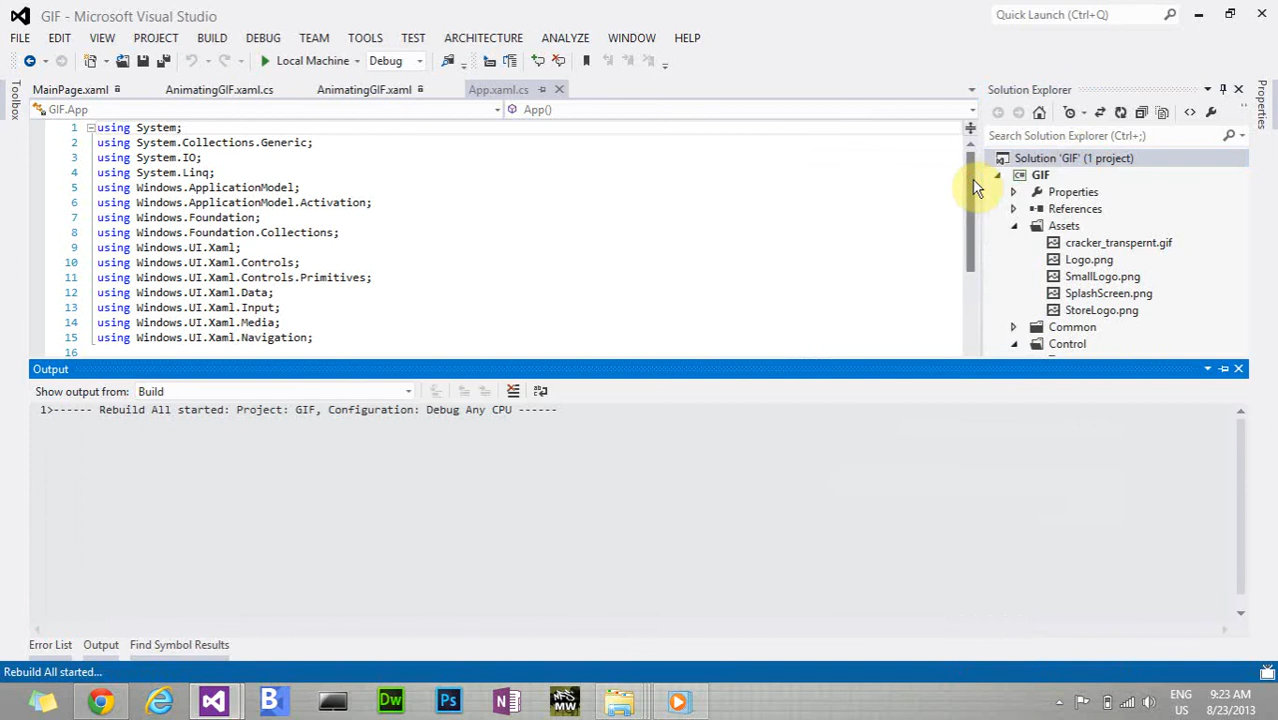 GIF - Microsoft Visual Studio
Quick Launch (Ctrl+Q)
FILE EDIT VIEW PROJECT BUILD DEBUG TEAM TOOLS TEST ARCHITECTURE ANALYZE WINDOW HELP
Local Machine Debug
Toolbox
MainPage.xaml AnimatingGIF.xaml.cs AnimatingGIF.xaml App.xaml.cs
GIF.App App()
1 using System;
2 using System.Collections.Generic;
3 using System.IO;
4 using System.Linq;
5 using Windows.ApplicationModel;
6 using Windows.ApplicationModel.Activation;
7 using Windows.Foundation;
8 using Windows.Foundation.Collections;
9 using Windows.UI.Xaml;
10 using Windows.UI.Xaml.Controls;
11 using Windows.UI.Xaml.Controls.Primitives;
12 using Windows.UI.Xaml.Data;
13 using Windows.UI.Xaml.Input;
14 using Windows.UI.Xaml.Media;
15 using Windows.UI.Xaml.Navigation;
16
Solution Explorer
Search Solution Explorer (Ctrl+;)
Solution 'GIF' (1 project)
C# GIF
Properties
References
Assets
cracker_transpernt.gif
Logo.png
SmallLogo.png
SplashScreen.png
StoreLogo.png
Common
Control
Properties
Output
Show output from: Build
1>------ Rebuild All started: Project: GIF, Configuration: Debug Any CPU ------
Error List Output Find Symbol Results
Rebuild All started...
Dw Ps N NFS MW
ENG
US
9:23 AM
8/23/2013